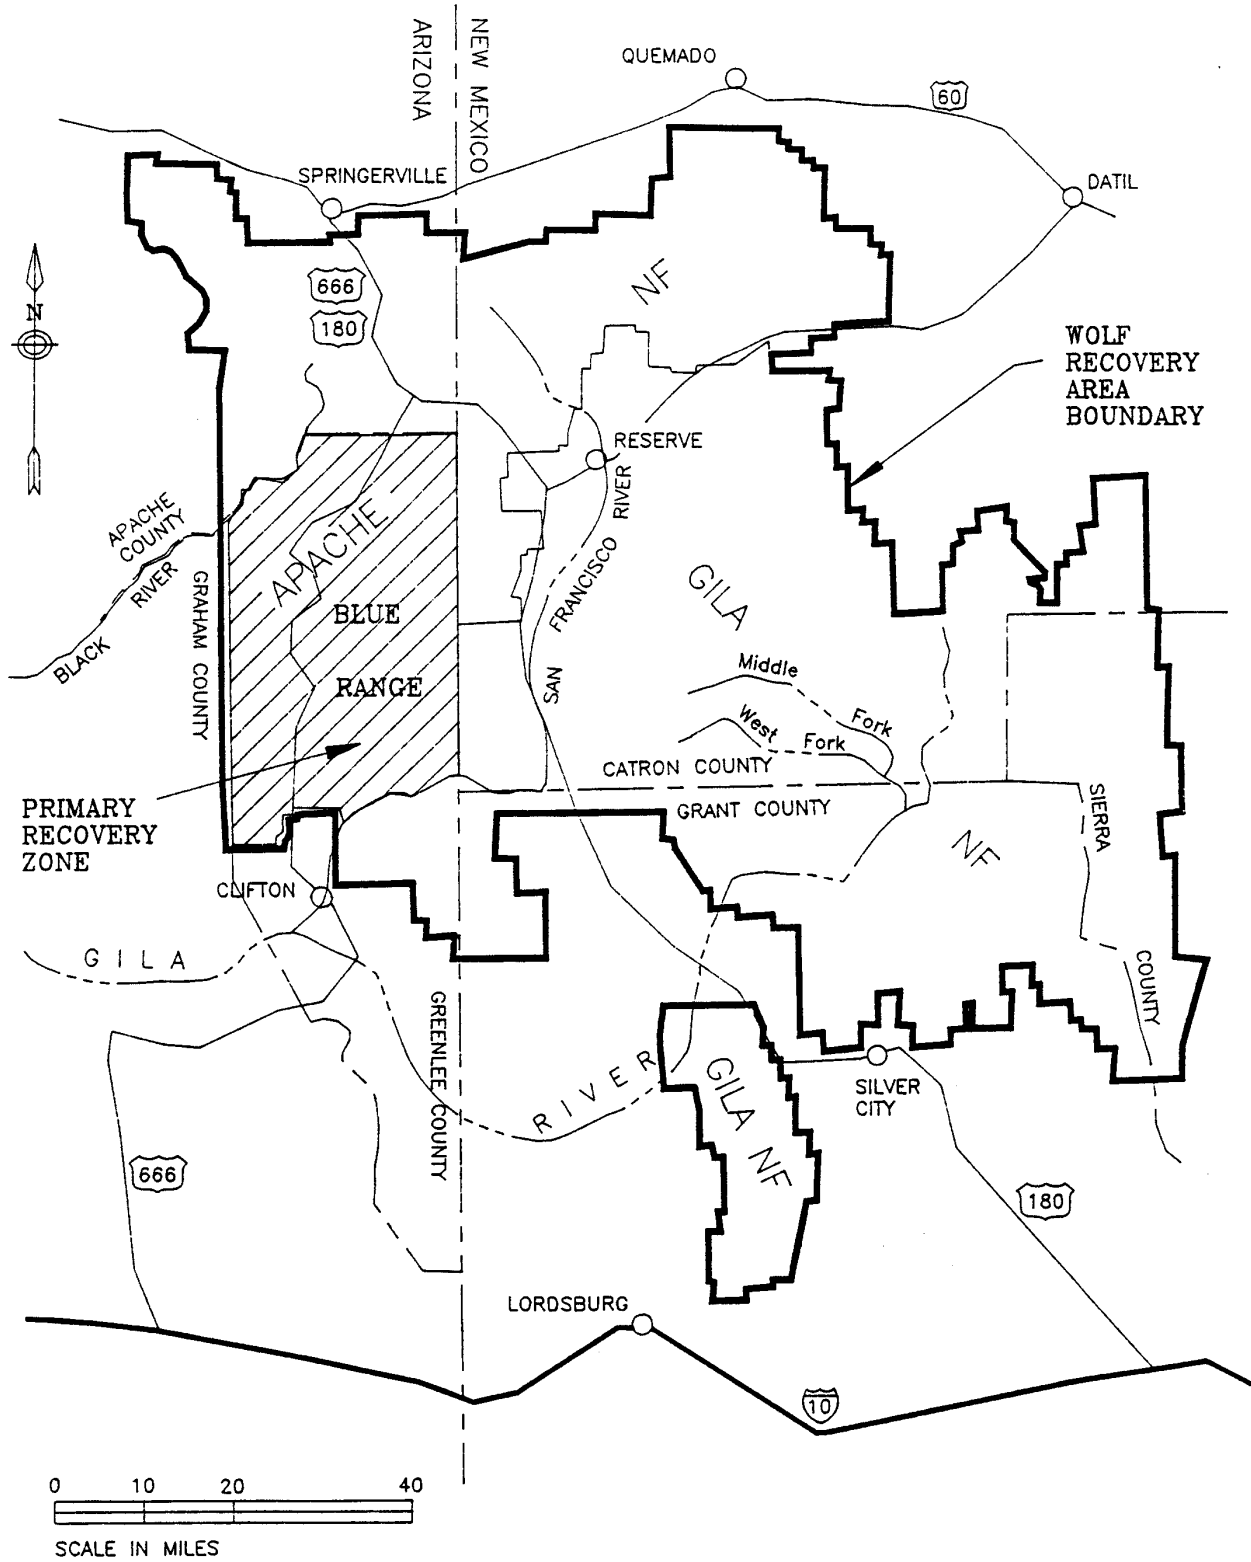 ARIZONA
NEW MEXICO
QUEMADO
60
SPRINGERVILLE
DATIL
N
666
180
NF
WOLF
RECOVERY
AREA
BOUNDARY
RESERVE
APACHE
COUNTY
BLACK RIVER
GRAHAM COUNTY
APACHE
BLUE
RANGE
SAN FRANCISCO RIVER
GILA
Middle Fork
West Fork
CATRON COUNTY
GRANT COUNTY
SIERRA COUNTY
NF
PRIMARY
RECOVERY
ZONE
CLIFTON
GILA RIVER
GREENLEE COUNTY
GILA NF
SILVER
CITY
666
180
LORDSBURG
10
0 10 20 40
SCALE IN MILES